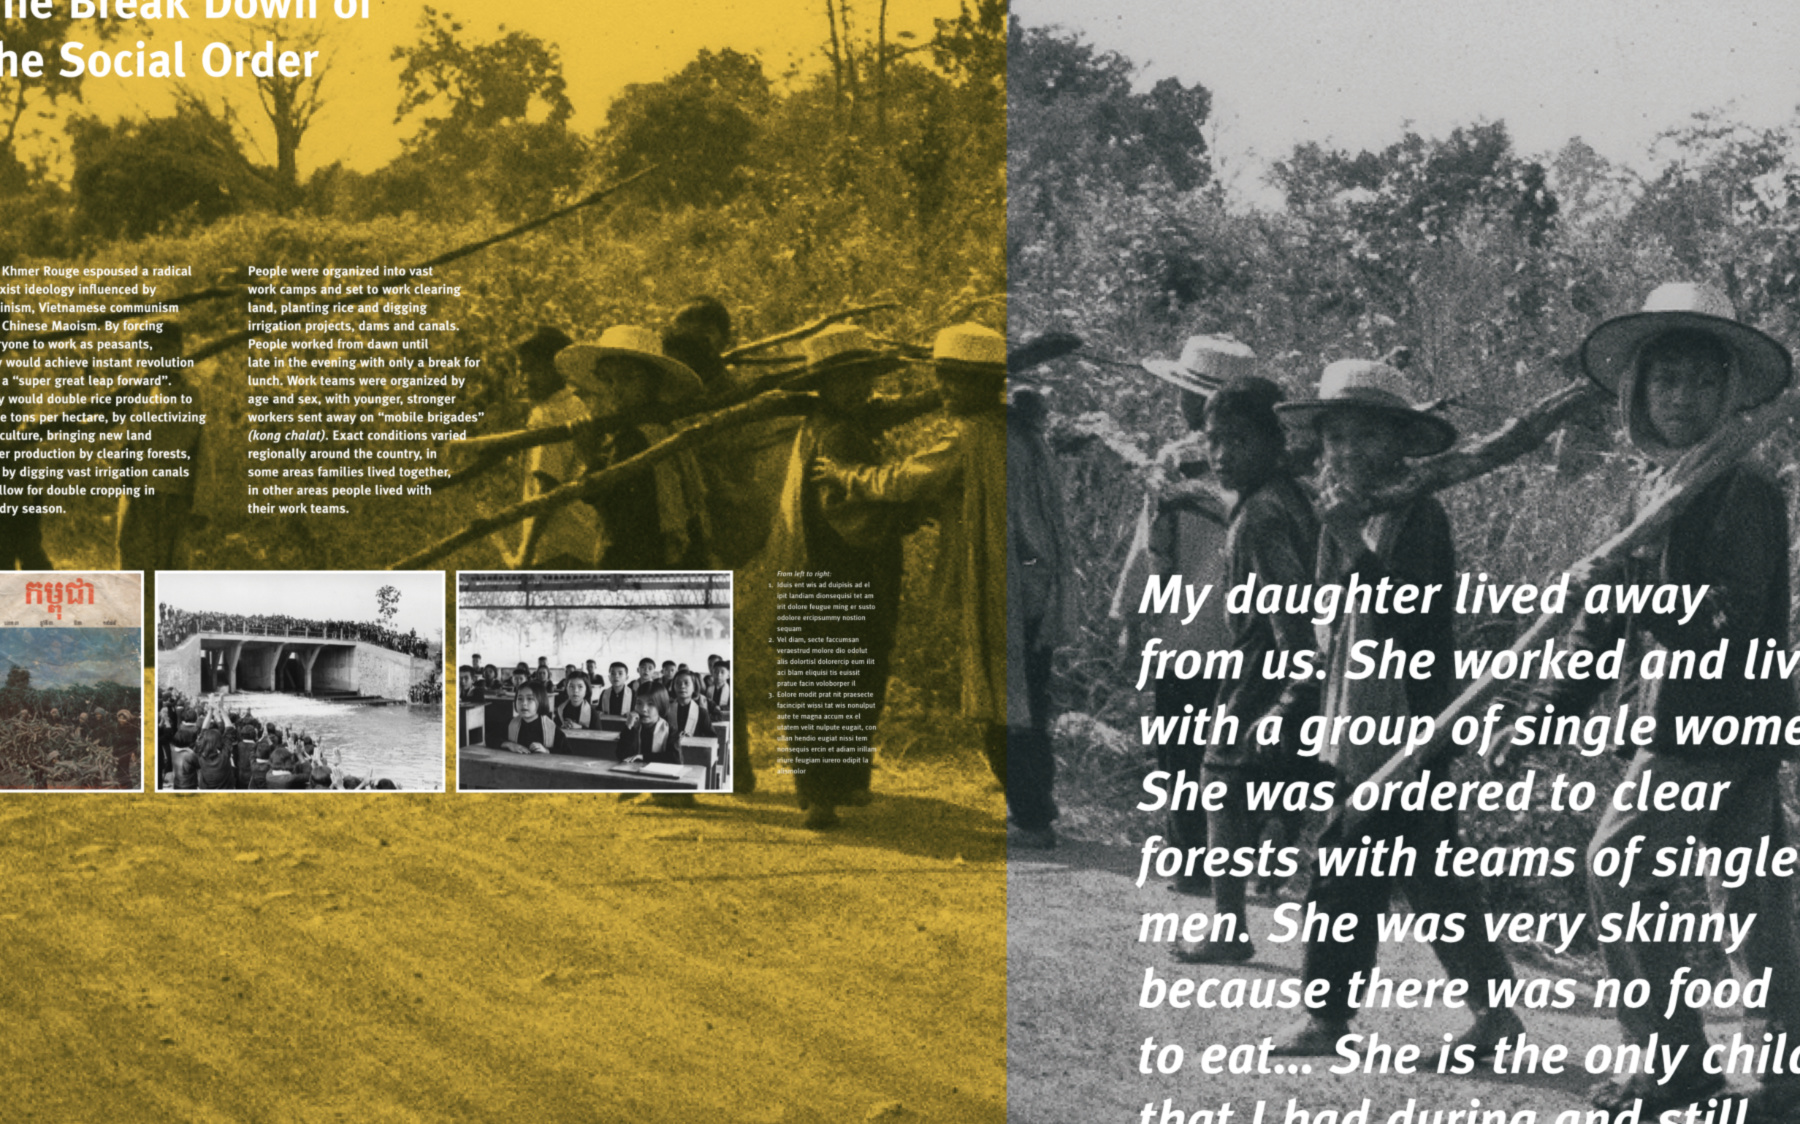 he Break Down of
he Social Order
Khmer Rouge espoused a radical
xist ideology influenced by
inism, Vietnamese communism
Chinese Maoism. By forcing
ryone to work as peasants,
y would achieve instant revolution
a “super great leap forward”.
y would double rice production to
e tons per hectare, by collectivizing
culture, bringing new land
er production by clearing forests,
by digging vast irrigation canals
llow for double cropping in
dry season.
People were organized into vast
work camps and set to work clearing
land, planting rice and digging
irrigation projects, dams and canals.
People worked from dawn until
late in the evening with only a break for
lunch. Work teams were organized by
age and sex, with younger, stronger
workers sent away on “mobile brigades”
(kong chalat). Exact conditions varied
regionally around the country, in
some areas families lived together,
in other areas people lived with
their work teams.
កម្ពុជា
From left to right:
1. Iduis ent wis ad duipisis ad el
ipit landiam dionsequisi tet am
irit dolore feugue ming er susto
odolore ercipsummy nostion
sequam
2. Vel diam, secte faccumsan
veraestrud molore dio odolut
alis dolortisl dolorercip eum ilit
aci blam eliquisi tis euissit
pratue facin voloborper il
3. Eolore modit prat nit praesecte
facincipit wissi tat wis nonulput
aute te magna accum ex el
utatem velit nulpute eugait, con
ullan hendio eugiat nissi tem
nonsequis ercin et adiam irillam
iriure feugiam iurero odipit la
My daughter lived away
from us. She worked and liv
with a group of single wome
She was ordered to clear
forests with teams of single
men. She was very skinny
because there was no food
to eat... She is the only chil
that I had during and still